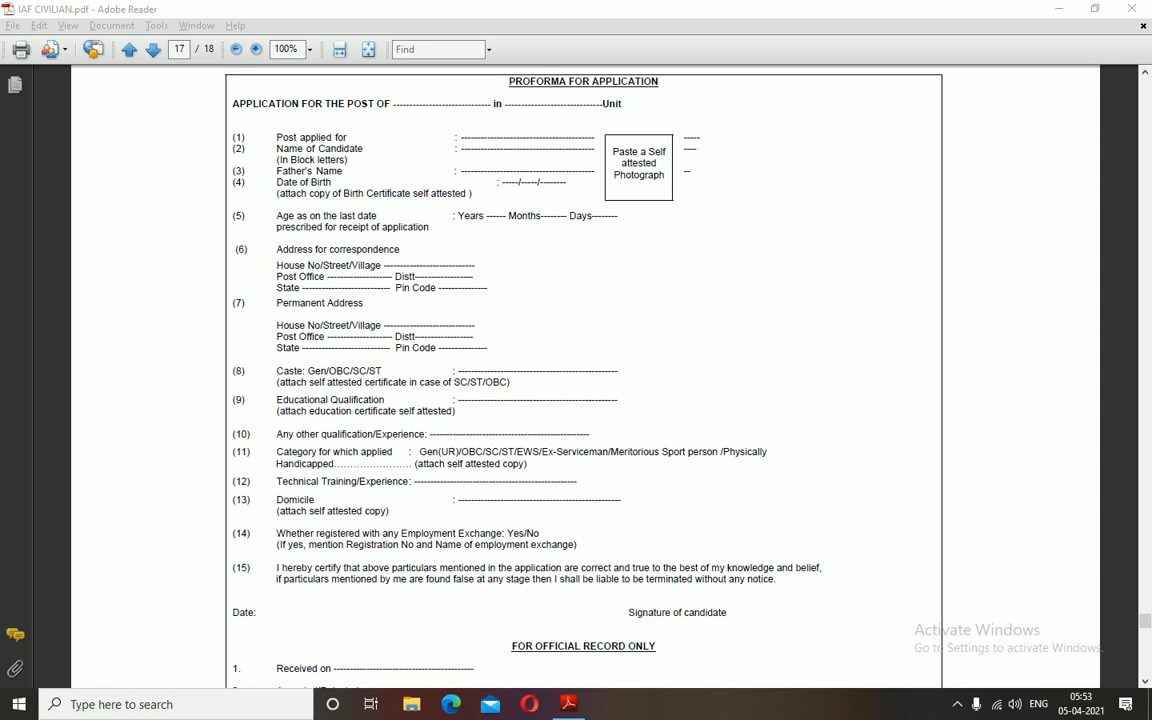 IAF CIVILIAN.pdf - Adobe Reader
File Edit View Document Tools Window Help
17 / 18 100% Find
PROFORMA FOR APPLICATION
APPLICATION FOR THE POST OF ------------------------------ in ------------------------------Unit
(1) Post applied for : ----------------------------------------- -----
(2) Name of Candidate : ----------------------------------------- ----
(In Block letters)
(3) Father's Name : ----------------------------------------- --
(4) Date of Birth : -----/-----/--------
(attach copy of Birth Certificate self attested )
Paste a Self
attested
Photograph
(5) Age as on the last date : Years ------ Months-------- Days--------
prescribed for receipt of application
(6) Address for correspondence
House No/Street/Village ----------------------------
Post Office -------------------- Distt------------------
State --------------------------- Pin Code ---------------
(7) Permanent Address
House No/Street/Village ----------------------------
Post Office -------------------- Distt------------------
State --------------------------- Pin Code ---------------
(8) Caste: Gen/OBC/SC/ST : -------------------------------------------------
(attach self attested certificate in case of SC/ST/OBC)
(9) Educational Qualification : -------------------------------------------------
(attach education certificate self attested)
(10) Any other qualification/Experience: -------------------------------------------------
(11) Category for which applied : Gen(UR)/OBC/SC/ST/EWS/Ex-Serviceman/Meritorious Sport person /Physically
Handicapped........................ (attach self attested copy)
(12) Technical Training/Experience: --------------------------------------------------
(13) Domicile : --------------------------------------------------
(attach self attested copy)
(14) Whether registered with any Employment Exchange: Yes/No
(If yes, mention Registration No and Name of employment exchange)
(15) I hereby certify that above particulars mentioned in the application are correct and true to the best of my knowledge and belief,
if particulars mentioned by me are found false at any stage then I shall be liable to be terminated without any notice.
Date: Signature of candidate
FOR OFFICIAL RECORD ONLY
1. Received on -------------------------------------------
Activate Windows
Go to Settings to activate Windows.
Type here to search
ENG
05:53
05-04-2021